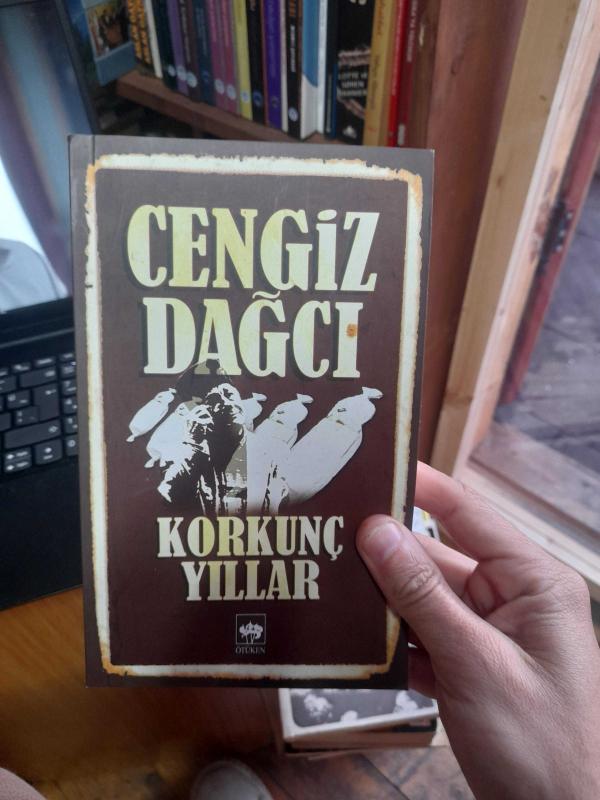 CENGİZ
DAĞCI
KORKUNÇ
YILLAR
ÖTÜKEN